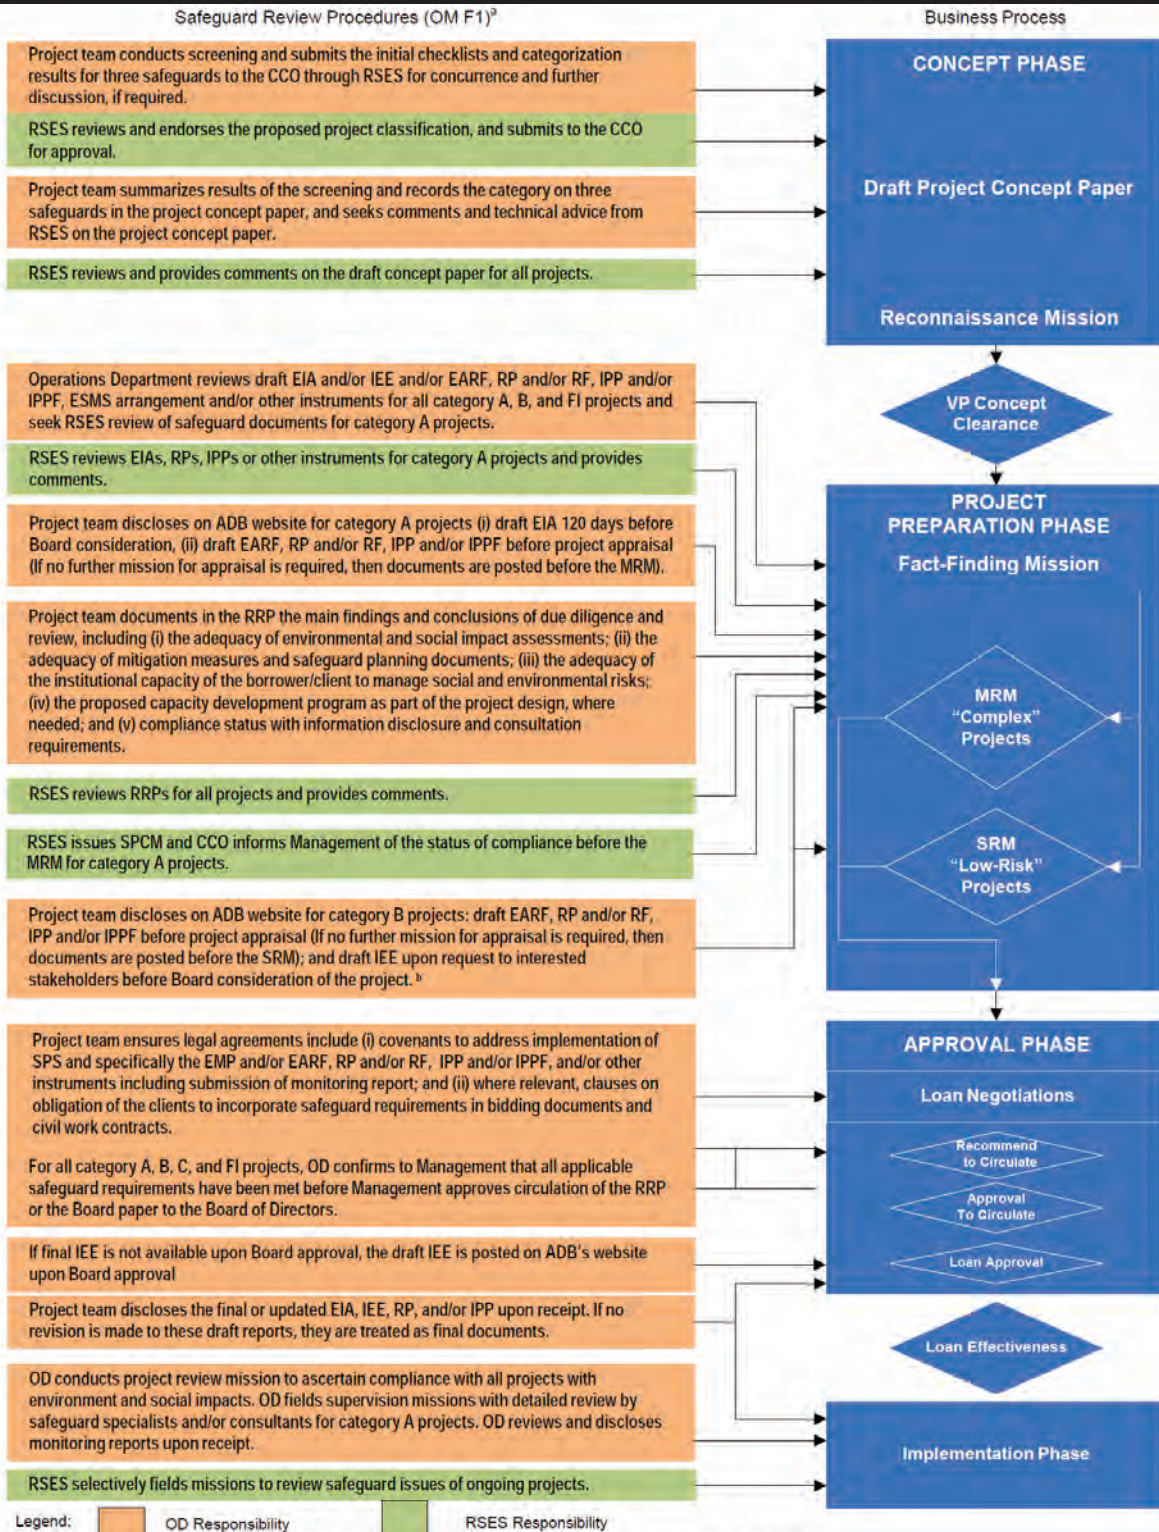 Safeguard Review Procedures (OM F1)a
Business Process
Project team conducts screening and submits the initial checklists and categorization
results for three safeguards to the CCO through RSES for concurrence and further
discussion, if required.
RSES reviews and endorses the proposed project classification, and submits to the CCO
for approval.
Project team summarizes results of the screening and records the category on three
safeguards in the project concept paper, and seeks comments and technical advice from
RSES on the project concept paper.
RSES reviews and provides comments on the draft concept paper for all projects.
CONCEPT PHASE
Draft Project Concept Paper
Reconnaissance Mission
Operations Department reviews draft EIA and/or IEE and/or EARF, RP and/or RF, IPP and/or
IPPF, ESMS arrangement and/or other instruments for all category A, B, and FI projects and
seek RSES review of safeguard documents for category A projects.
VP Concept
Clearance
RSES reviews EIAs, RPs, IPPs or other instruments for category A projects and provides
comments.
Project team discloses on ADB website for category A projects (i) draft EIA 120 days before
Board consideration, (ii) draft EARF, RP and/or RF, IPP and/or IPPF before project appraisal
(If no further mission for appraisal is required, then documents are posted before the MRM).
Project team documents in the RRP the main findings and conclusions of due diligence and
review, including (i) the adequacy of environmental and social impact assessments; (ii) the
adequacy of mitigation measures and safeguard planning documents; (iii) the adequacy of
the institutional capacity of the borrower/client to manage social and environmental risks;
(iv) the proposed capacity development program as part of the project design, where
needed; and (v) compliance status with information disclosure and consultation
requirements.
RSES reviews RRPs for all projects and provides comments.
RSES issues SPCM and CCO informs Management of the status of compliance before the
MRM for category A projects.
Project team discloses on ADB website for category B projects: draft EARF, RP and/or RF,
IPP and/or IPPF before project appraisal (If no further mission for appraisal is required, then
documents are posted before the SRM); and draft IEE upon request to interested
stakeholders before Board consideration of the project. b
PROJECT
PREPARATION PHASE
Fact-Finding Mission
MRM
“Complex”
Projects
SRM
“Low-Risk”
Projects
Project team ensures legal agreements include (i) covenants to address implementation of
SPS and specifically the EMP and/or EARF, RP and/or RF, IPP and/or IPPF, and/or other
instruments including submission of monitoring report; and (ii) where relevant, clauses on
obligation of the clients to incorporate safeguard requirements in bidding documents and
civil work contracts.
For all category A, B, C, and FI projects, OD confirms to Management that all applicable
safeguard requirements have been met before Management approves circulation of the RRP
or the Board paper to the Board of Directors.
If final IEE is not available upon Board approval, the draft IEE is posted on ADB's website
upon Board approval
APPROVAL PHASE
Loan Negotiations
Recommend
to Circulate
Approval
To Circulate
Loan Approval
Project team discloses the final or updated EIA, IEE, RP, and/or IPP upon receipt. If no
revision is made to these draft reports, they are treated as final documents.
Loan Effectiveness
OD conducts project review mission to ascertain compliance with all projects with
environment and social impacts. OD fields supervision missions with detailed review by
safeguard specialists and/or consultants for category A projects. OD reviews and discloses
monitoring reports upon receipt.
RSES selectively fields missions to review safeguard issues of ongoing projects.
Implementation Phase
Legend:
OD Responsibility
RSES Responsibility